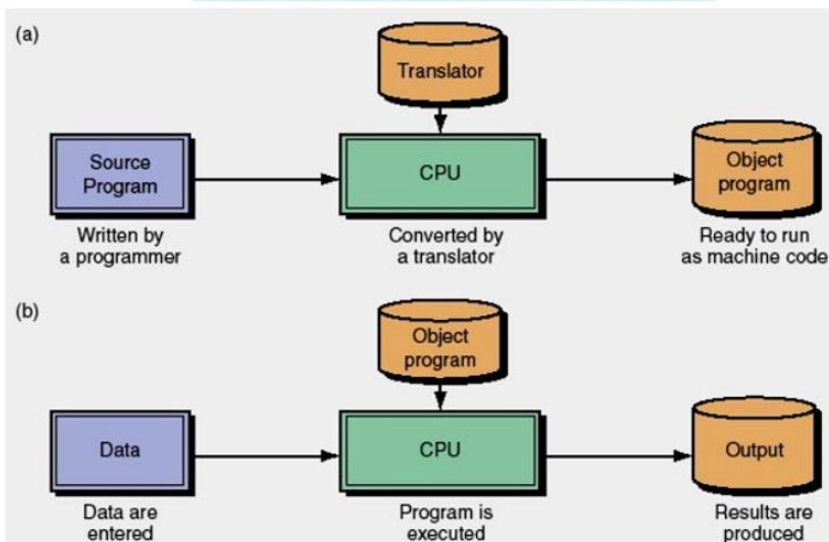 (a)
Translator
Source
Program
CPU
Object
program
Written by
a programmer
Converted by
a translator
Ready to run
as machine code
(b)
Object
program
Data
CPU
Output
Data are
entered
Program is
executed
Results are
produced